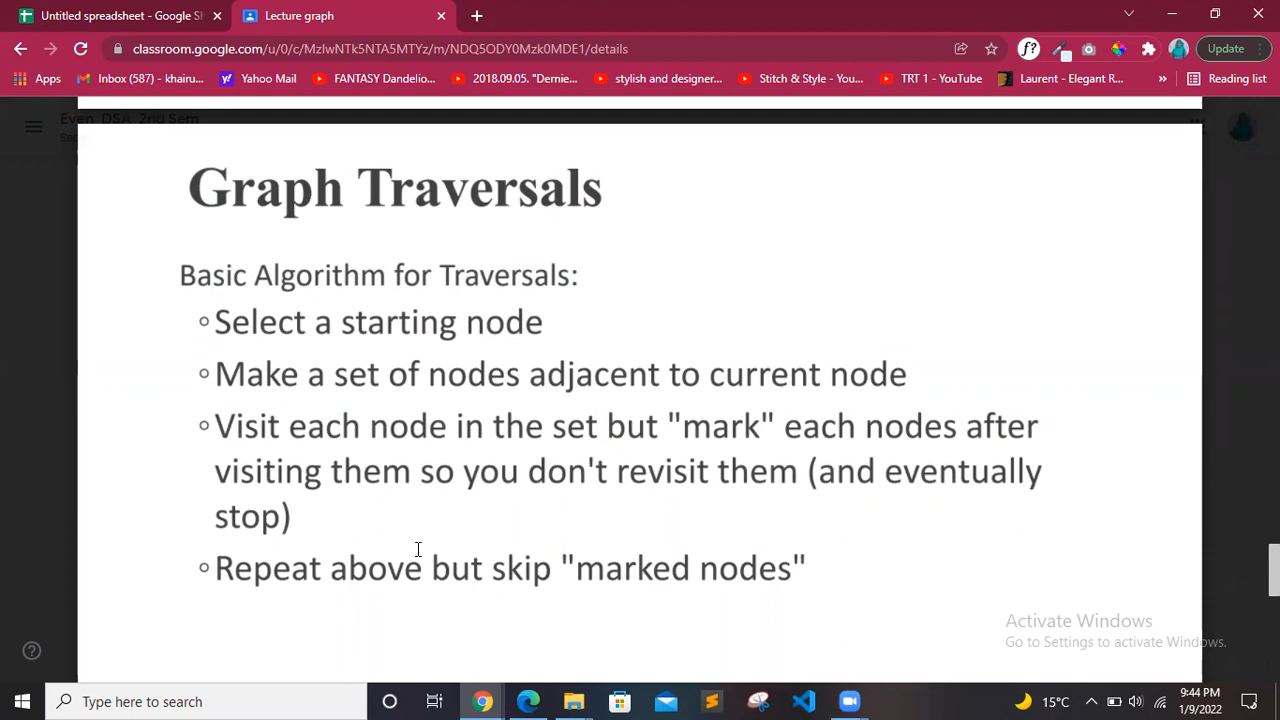 Untitled spreadsheet - Google Sh
Lecture graph
classroom.google.com/u/0/c/MzIwNTk5NTA5MTYz/m/NDQ5ODY0Mzk0MDE1/details
Update
Apps
Inbox (587) - khairu...
Yahoo Mail
FANTASY Dandelio...
2018.09.05. "Dernie...
stylish and designer...
Stitch & Style - You...
TRT 1 - YouTube
Laurent - Elegant R...
Reading list
Even_DSA_2nd Sem
Graph Traversals
Basic Algorithm for Traversals:
◦Select a starting node
◦Make a set of nodes adjacent to current node
◦Visit each node in the set but "mark" each nodes after
visiting them so you don't revisit them (and eventually
stop)
◦Repeat above but skip "marked nodes"
Activate Windows
Go to Settings to activate Windows.
Type here to search
15°C
9:44 PM
1/9/2022